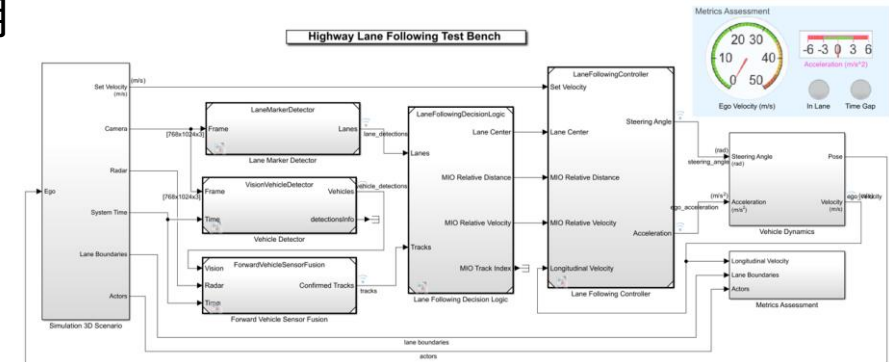 Metrics Assessment
Highway Lane Following Test Bench
20 30
10 40
0 50
-6 -3 0 3 6
Acceleration (m/s^2)
Ego Velocity (m/s)
In Lane
Time Gap
Ego
Set Velocity
(m/s)
Camera
Radar
System Time
Lane Boundaries
Actors
Simulation 3D Scenario
(m/s)
[768x1024x3]
[768x1024x3]
LaneMarkerDetector
Frame
Lanes
Lane Marker Detector
lane_detections
VisionVehicleDetector
Frame
Vehicles
Time
detectionsInfo
Vehicle Detector
vehicle_detections
ForwardVehicleSensorFusion
Vision
Radar
Confirmed Tracks
Time
Forward Vehicle Sensor Fusion
tracks
LaneFollowingDecisionLogic
Lane Center
Lanes
MIO Relative Distance
MIO Relative Velocity
Tracks
MIO Track Index
Lane Following Decision Logic
LaneFollowingController
Set Velocity
Steering Angle
Lane Center
MIO Relative Distance
MIO Relative Velocity
Acceleration
Longitudinal Velocity
Lane Following Controller
(rad)
steering_angle
(m/s²)
ego_acceleration
Steering Angle
(rad)
Pose
Acceleration
(m/s²)
Velocity
(m/s)
Vehicle Dynamics
Longitudinal Velocity
Lane Boundaries
Actors
Metrics Assessment
lane boundaries
actors